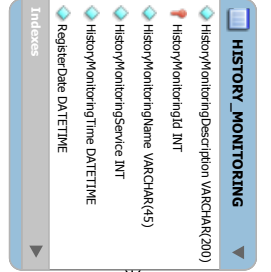 HISTORY_MONITORING
HistoryMonitoringDescription VARCHAR(200)
HistoryMonitoringId INT
HistoryMonitoringName VARCHAR(45)
HistoryMonitoringService INT
HistoryMonitoringTime DATETIME
RegisterDate DATETIME
Indexes